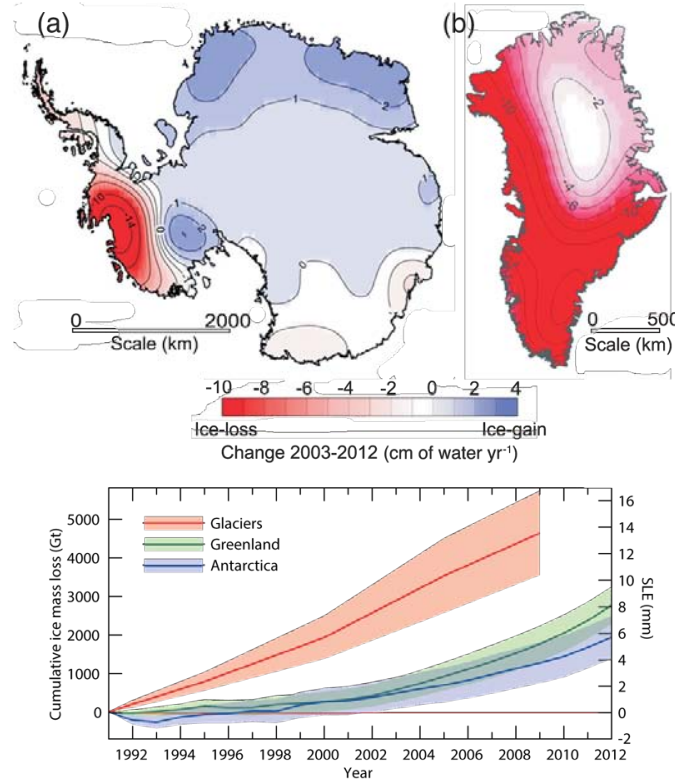 (a)
(b)
10
-14
0
1
2
1
2
1
0
-10
-2
-4
-8
-10
0 2000
Scale (km)
0 500
Scale (km)
-10 -8 -6 -4 -2 0 2 4
Ice-loss Ice-gain
Change 2003-2012 (cm of water yr⁻¹)
Cumulative ice mass loss (Gt)
5000
4000
3000
2000
1000
0
Glaciers
Greenland
Antarctica
16
14
12
10
8
6
4
2
0
-2
SLE (mm)
1992 1994 1996 1998 2000 2002 2004 2006 2008 2010 2012
Year